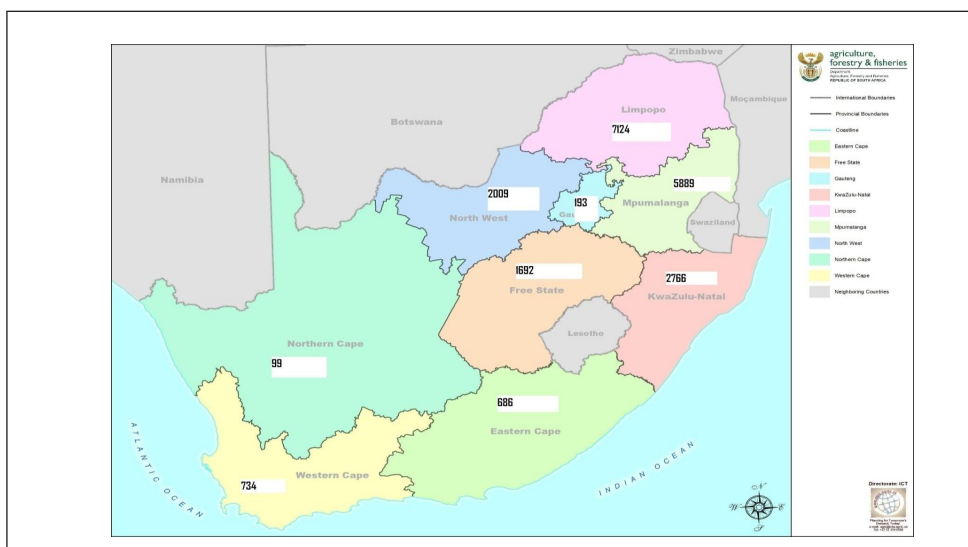 Zimbabwe
Limpopo
7124
Moçambique
Botswana
Namibia
2009
North West
193
Gau
5889
Mpumalanga
Swaziland
1692
Free State
2766
KwaZulu-Natal
Lesotho
Northern Cape
99
686
Eastern Cape
Western Cape
734
ATLANTIC OCEAN
INDIAN OCEAN
N
W
E
S
agriculture,
forestry & fisheries
Department:
Agriculture, Forestry and Fisheries
REPUBLIC OF SOUTH AFRICA
International Boundaries
Provincial Boundaries
Coastline
Eastern Cape
Free State
Gauteng
KwaZulu-Natal
Limpopo
Mpumalanga
North West
Northern Cape
Western Cape
Neighboring Countries
Directorate: ICT